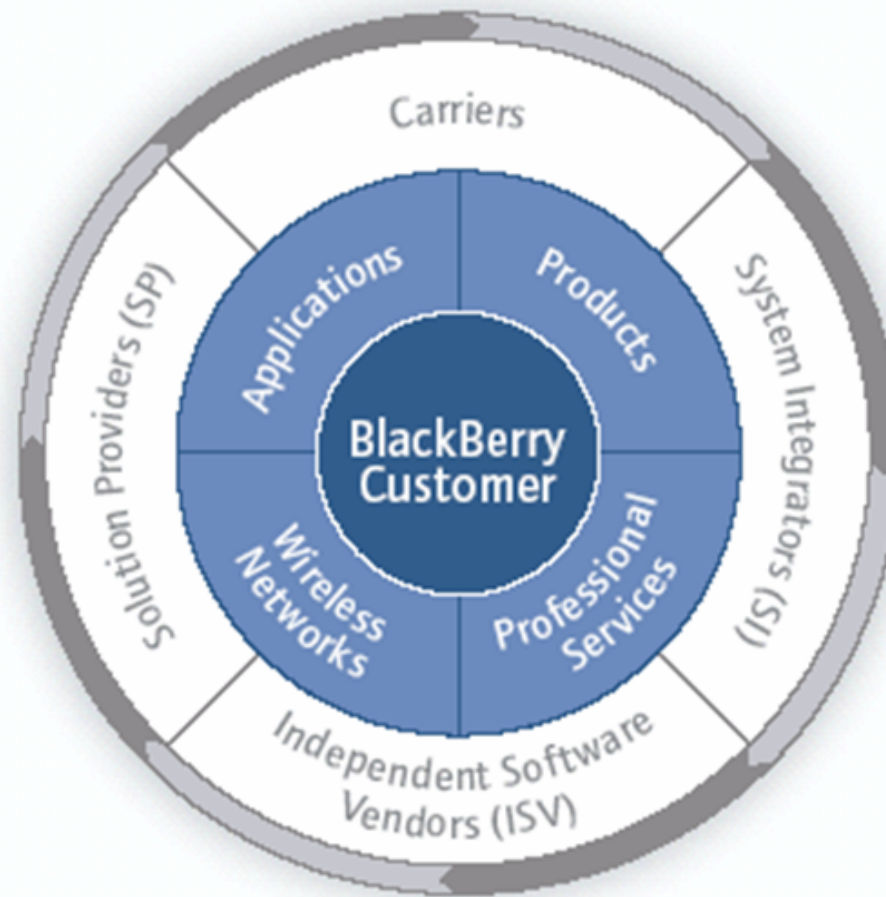 Carriers
Applications
Products
Solution Providers (SP)
System Integrators (SI)
BlackBerry
Customer
Wireless
Networks
Professional
Services
Independent Software
Vendors (ISV)